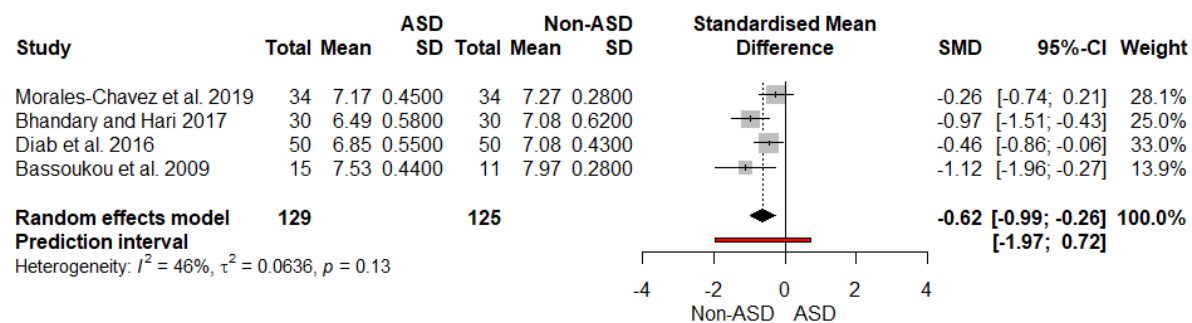 ASD Non-ASD Standardised Mean
Study Total Mean SD Total Mean SD Difference SMD 95%-CI Weight
Morales-Chavez et al. 2019 34 7.17 0.4500 34 7.27 0.2800 -0.26 [-0.74; 0.21] 28.1%
Bhandary and Hari 2017 30 6.49 0.5800 30 7.08 0.6200 -0.97 [-1.51; -0.43] 25.0%
Diab et al. 2016 50 6.85 0.5500 50 7.08 0.4300 -0.46 [-0.86; -0.06] 33.0%
Bassoukou et al. 2009 15 7.53 0.4400 11 7.97 0.2800 -1.12 [-1.96; -0.27] 13.9%
Random effects model 129 125 -0.62 [-0.99; -0.26] 100.0%
Prediction interval [-1.97; 0.72]
Heterogeneity: I² = 46%, τ² = 0.0636, p = 0.13
-4 -2 0 2 4
Non-ASD ASD